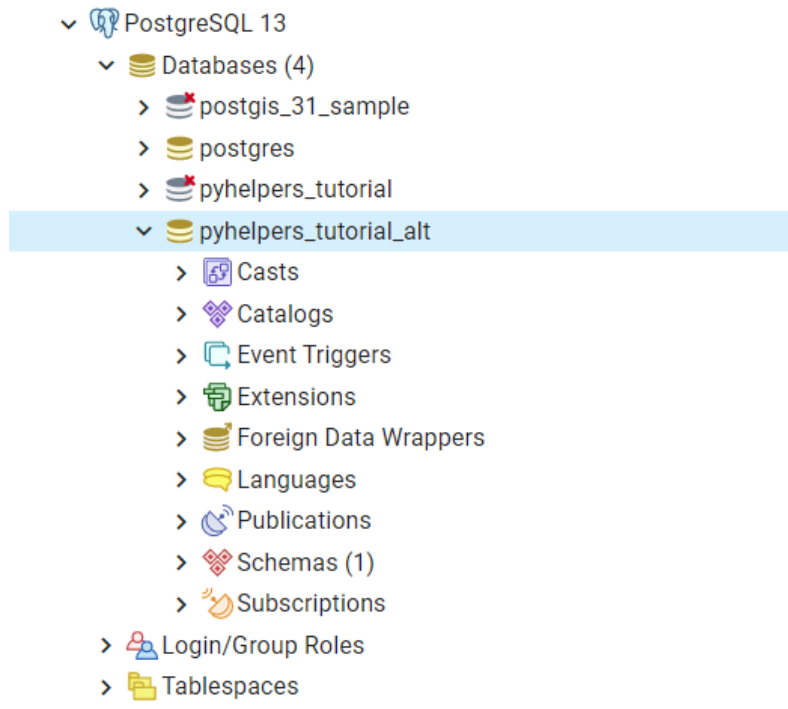 PostgreSQL 13
Databases (4)
postgis_31_sample
postgres
pyhelpers_tutorial
pyhelpers_tutorial_alt
Casts
Catalogs
Event Triggers
Extensions
Foreign Data Wrappers
Languages
Publications
Schemas (1)
Subscriptions
Login/Group Roles
Tablespaces